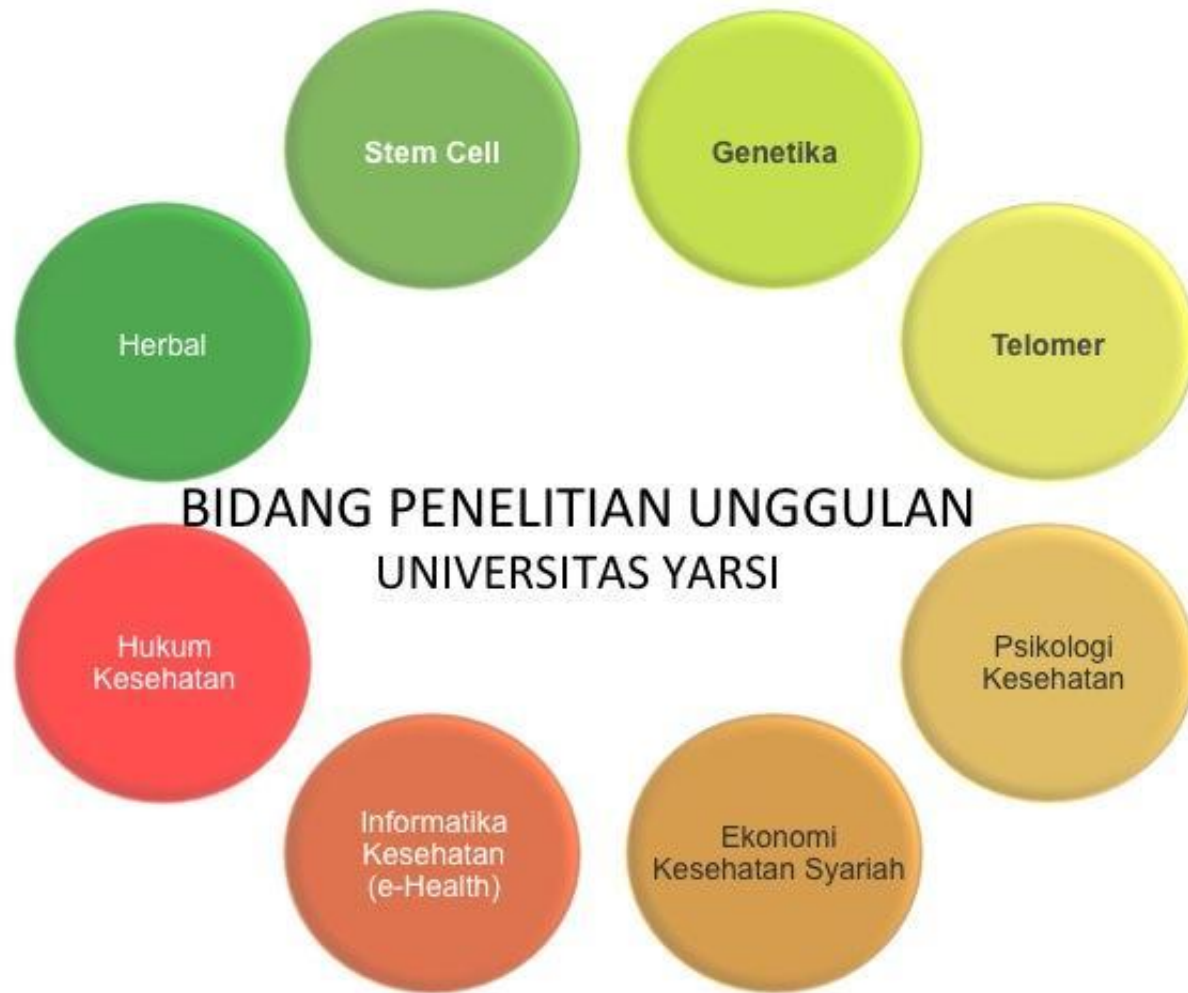 Stem Cell
Genetika
Herbal
Telomer
BIDANG PENELITIAN UNGGULAN
UNIVERSITAS YARSI
Hukum
Kesehatan
Psikologi
Kesehatan
Informatika
Kesehatan
(e-Health)
Ekonomi
Kesehatan Syariah